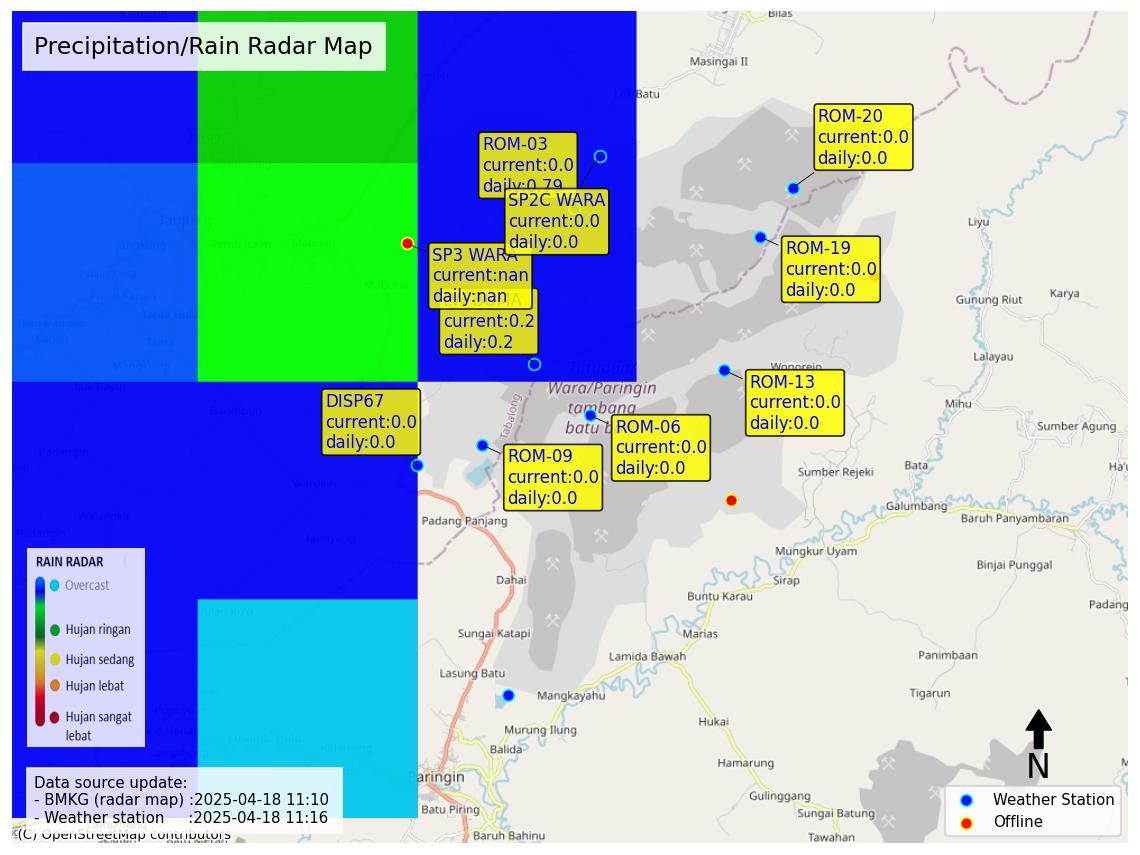 Precipitation/Rain Radar Map
Bilas
Masingai II
Batu
ROM-20
current:0.0
daily:0.0
ROM-03
current:0.0
daily:0.79
SP2C WARA
current:0.0
daily:0.0
Tanjung
Liyu
ROM-19
current:0.0
daily:0.0
SP3 WARA
current:nan
daily:nan
current:0.2
daily:0.2
Gunung Riut
Karya
Lalayau
Wonorejo
Wara/Paringin
tambang
Tabalong
ROM-13
current:0.0
daily:0.0
DISP67
current:0.0
daily:0.0
ROM-06
current:0.0
daily:0.0
ROM-09
current:0.0
daily:0.0
Mihu
Sumber Agung
Bata
Sumber Rejeki
Galumbang
Baruh Panyambaran
Padang Panjang
Mungkur Uyam
Binjai Punggal
Dahai
Sirap
Buntu Karau
Padang
Sungai Katapi
Marias
Lamida Bawah
Panimbaan
Lasung Batu
Mangkayahu
Tigarun
Murung Ilung
Hukai
Balida
Hamarung
Paringin
Gulinggang
Batu Piring
Sungai Batung
Baruh Bahinu
Tawahan
RAIN RADAR
Overcast
Hujan ringan
Hujan sedang
Hujan lebat
Hujan sangat
lebat
Data source update:
- BMKG (radar map) :2025-04-18 11:10
- Weather station :2025-04-18 11:16
(C) OpenStreetMap contributors
N
Weather Station
Offline